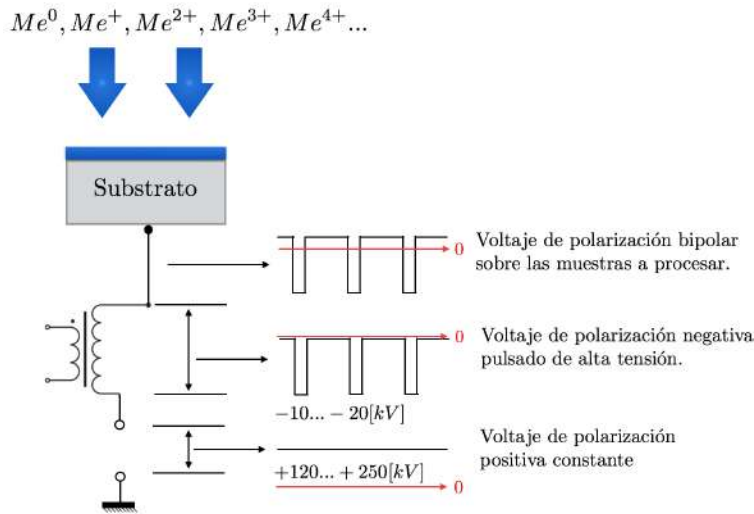 Me^0, Me^+, Me^{2+}, Me^{3+}, Me^{4+}...
Substrato
0
Voltaje de polarización bipolar
sobre las muestras a procesar.
0
Voltaje de polarización negativa
pulsado de alta tensión.
−10... − 20[kV]
Voltaje de polarización
positiva constante
+120... + 250[kV]
0